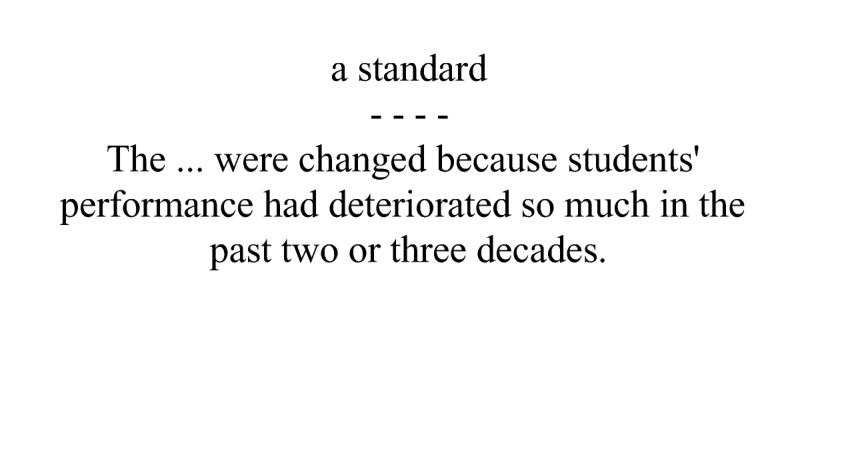 a standard
- - - -
The ... were changed because students'
performance had deteriorated so much in the
past two or three decades.